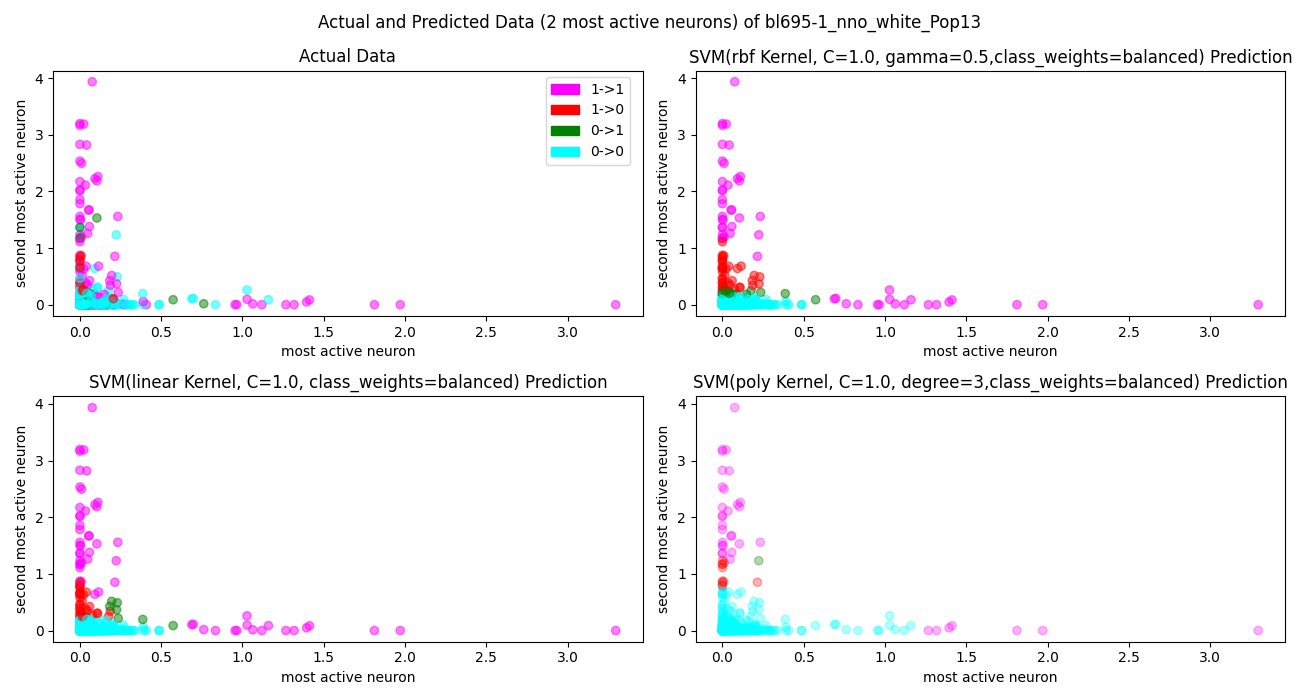 Actual and Predicted Data (2 most active neurons) of bl695-1_nno_white_Pop13
Actual Data
second most active neuron
4
3
2
1
0
1->1
1->0
0->1
0->0
0.0 0.5 1.0 1.5 2.0 2.5 3.0
most active neuron
SVM(rbf Kernel, C=1.0, gamma=0.5,class_weights=balanced) Prediction
second most active neuron
4
3
2
1
0
0.0 0.5 1.0 1.5 2.0 2.5 3.0
most active neuron
SVM(linear Kernel, C=1.0, class_weights=balanced) Prediction
second most active neuron
4
3
2
1
0
0.0 0.5 1.0 1.5 2.0 2.5 3.0
most active neuron
SVM(poly Kernel, C=1.0, degree=3,class_weights=balanced) Prediction
second most active neuron
4
3
2
1
0
0.0 0.5 1.0 1.5 2.0 2.5 3.0
most active neuron